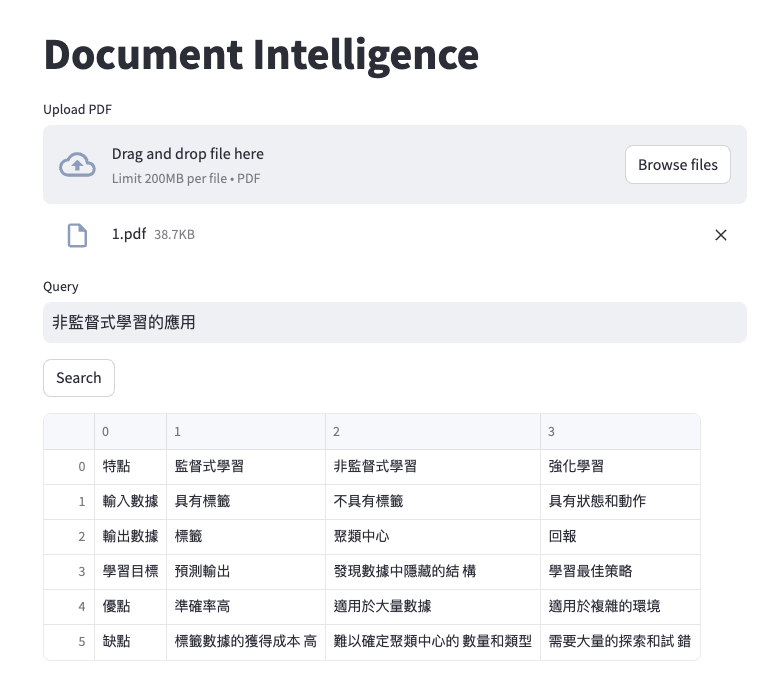 Document Intelligence
Upload PDF
Drag and drop file here
Limit 200MB per file • PDF
Browse files
1.pdf 38.7KB
Query
非監督式學習的應用
Search
0 1 2 3
0 特點 監督式學習 非監督式學習 強化學習
1 輸入數據 具有標籤 不具有標籤 具有狀態和動作
2 輸出數據 標籤 聚類中心 回報
3 學習目標 預測輸出 發現數據中隱藏的結 構 學習最佳策略
4 優點 準確率高 適用於大量數據 適用於複雜的環境
5 缺點 標籤數據的獲得成本 高 難以確定聚類中心的 數量和類型 需要大量的探索和試 錯